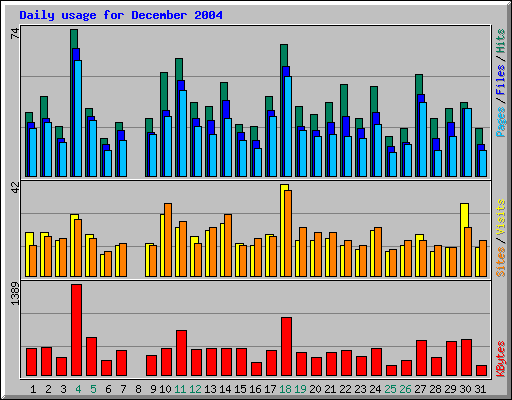 Daily usage for December 2004
74
Pages / Files / Hits
42
Sites / Visits
1389
KBytes
1 2 3 4 5 6 7 8 9 10 11 12 13 14 15 16 17 18 19 20 21 22 23 24 25 26 27 28 29 30 31